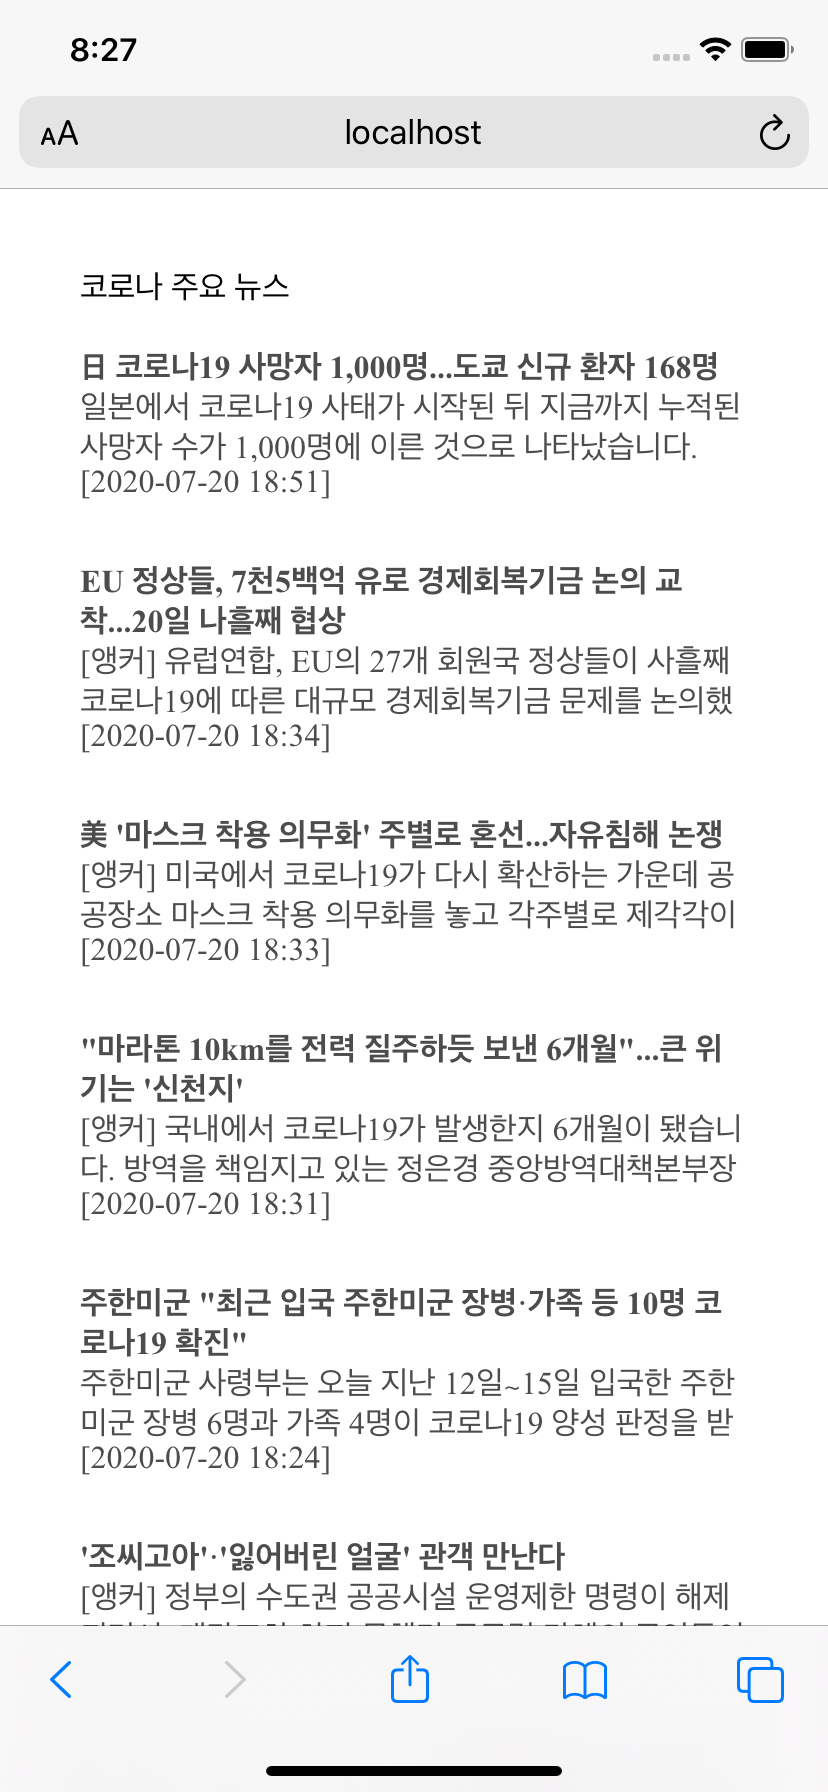 8:27
AA
localhost
코로나 주요 뉴스
日 코로나19 사망자 1,000명...도쿄 신규 환자 168명
일본에서 코로나19 사태가 시작된 뒤 지금까지 누적된
사망자 수가 1,000명에 이른 것으로 나타났습니다.
[2020-07-20 18:51]
EU 정상들, 7천5백억 유로 경제회복기금 논의 교
착...20일 나흘째 협상
[앵커] 유럽연합, EU의 27개 회원국 정상들이 사흘째
코로나19에 따른 대규모 경제회복기금 문제를 논의했
[2020-07-20 18:34]
美 '마스크 착용 의무화' 주별로 혼선...자유침해 논쟁
[앵커] 미국에서 코로나19가 다시 확산하는 가운데 공
공장소 마스크 착용 의무화를 놓고 각주별로 제각각이
[2020-07-20 18:33]
"마라톤 10km를 전력 질주하듯 보낸 6개월"...큰 위
기는 '신천지'
[앵커] 국내에서 코로나19가 발생한지 6개월이 됐습니
다. 방역을 책임지고 있는 정은경 중앙방역대책본부장
[2020-07-20 18:31]
주한미군 "최근 입국 주한미군 장병·가족 등 10명 코
로나19 확진"
주한미군 사령부는 오늘 지난 12일~15일 입국한 주한
미군 장병 6명과 가족 4명이 코로나19 양성 판정을 받
[2020-07-20 18:24]
'조씨고아'·'잃어버린 얼굴' 관객 만난다
[앵커] 정부의 수도권 공공시설 운영제한 명령이 해제